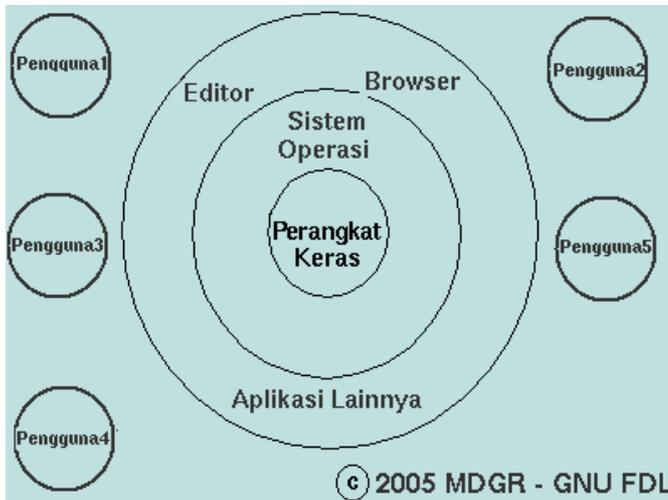 Pengguna1
Pengguna2
Editor
Browser
Sistem
Operasi
Perangkat
Keras
Pengguna3
Pengguna5
Aplikasi Lainnya
Pengguna4
c 2005 MDGR - GNU FDL